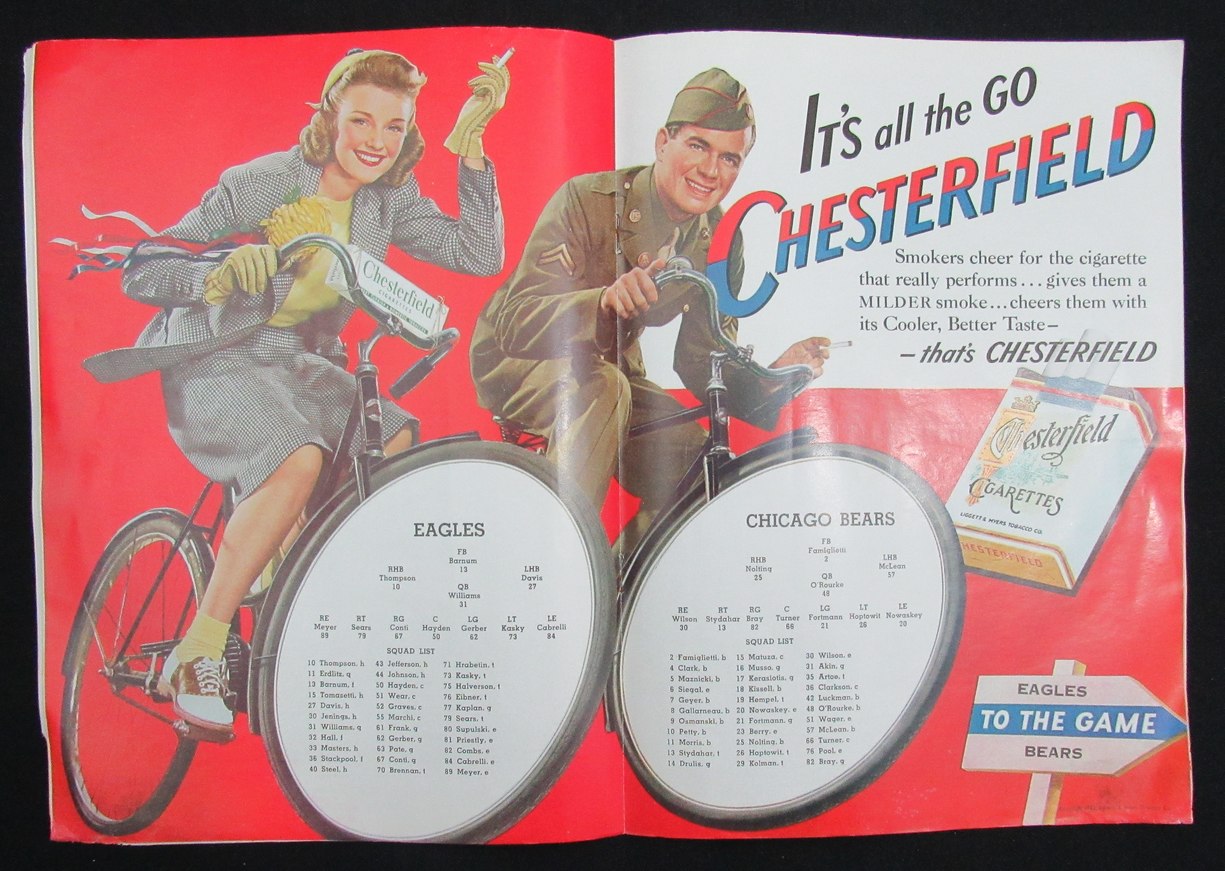 IT'S all the GO
CHESTERFIELD
Smokers cheer for the cigarette
that really performs... gives them a
MILDER smoke...cheers them with
its Cooler, Better Taste—
—that's CHESTERFIELD
Chesterfield
CIGARETTES
Chesterfield
CIGARETTES
LIGGETT & MYERS TOBACCO CO.
CHESTERFIELD
EAGLES
FB
Barnum
13
RHB
Thompson
10
LHB
Davis
27
QB
Williams
31
RE RT RG C LG LT LE
Meyer Sears Conti Hayden Gerber Kasky Cabrelli
89 79 67 50 62 73 84
SQUAD LIST
10 Thompson, h 43 Jefferson, h 71 Hrabetin, t
11 Erdlitz, q 44 Johnson, h 73 Kasky, t
13 Barnum, f 50 Hayden, c 75 Halverson, t
15 Tomasetti, h 51 Wear, c 76 Eibner, t
27 Davis, h 52 Graves, c 77 Kaplan, g
30 Jenings, h 55 Marchi, c 79 Sears, t
31 Williams, q 61 Frank, g 80 Supulski, e
32 Hall, f 62 Gerber, g 81 Priestly, e
33 Masters, h 63 Pate, g 82 Combs, e
36 Stackpool, f 67 Conti, g 84 Cabrelli, e
40 Steel, h 70 Brennan, t 89 Meyer, e
CHICAGO BEARS
FB
Famiglietti
2
RHB
Nolting
25
LHB
McLean
57
QB
O'Rourke
48
RE RT RG C LG LT LE
Wilson Stydahar Bray Turner Fortmann Hoptowit Nowaskey
30 13 82 66 21 26 20
SQUAD LIST
2 Famiglietti, b 15 Matuza, c 30 Wilson, e
4 Clark, b 16 Musso, g 31 Akin, g
5 Maznicki, b 17 Kerasiotis, g 35 Artoe, t
6 Siegal, e 18 Kissell, b 36 Clarkson, c
7 Geyer, b 19 Hempel, t 42 Luckman, b
8 Gallarneau, b 20 Nowaskey, e 48 O'Rourke, b
9 Osmanski, b 21 Fortmann, g 51 Wager, e
10 Petty, b 23 Berry, e 57 McLean, b
11 Morris, b 25 Nolting, b 66 Turner, c
13 Stydahar, t 26 Hoptowit, t 76 Pool, e
14 Drulis, g 29 Kolman, t 82 Bray, g
EAGLES
TO THE GAME
BEARS